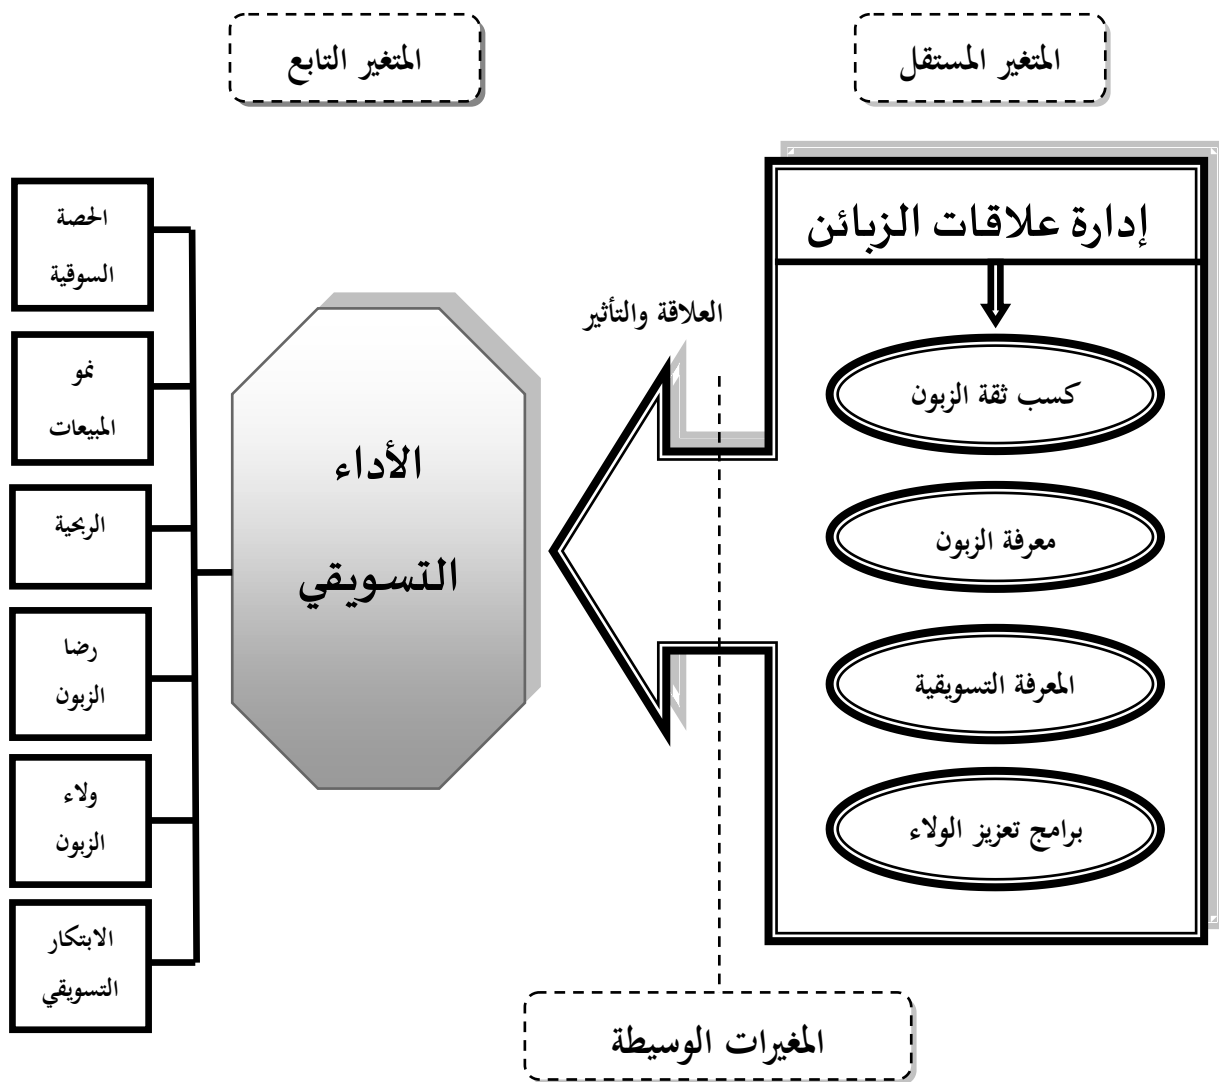 المتغير المستقل
المتغير التابع
إدارة علاقات الزبائن
كسب ثقة الزبون
معرفة الزبون
المعرفة التسويقية
برامج تعزيز الولاء
العلاقة والتأثير
الأداء
التسويقي
الحصة
السوقية
نمو
المبيعات
الربحية
رضا
الزبون
ولاء
الزبون
الابتكار
التسويقي
المغيرات الوسيطة